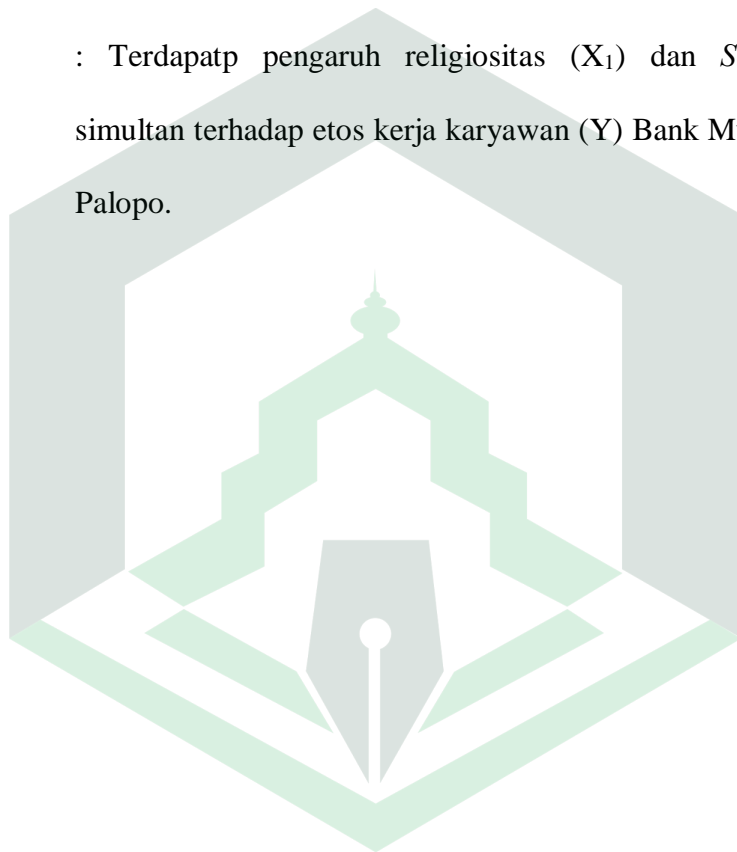 : Terdapatp pengaruh religiositas (X₁) dan
simultan terhadap etos kerja karyawan (Y) Bank
Palopo.